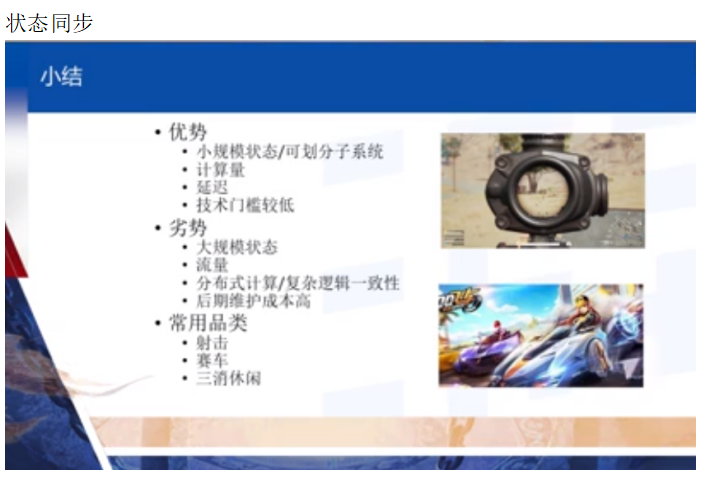 状态同步
小结
• 优势
• 小规模状态/可划分子系统
• 计算量
• 延迟
• 技术门槛较低
• 劣势
• 大规模状态
• 流量
• 分布式计算/复杂逻辑一致性
• 后期维护成本高
• 常用品类
• 射击
• 赛车
• 三消休闲